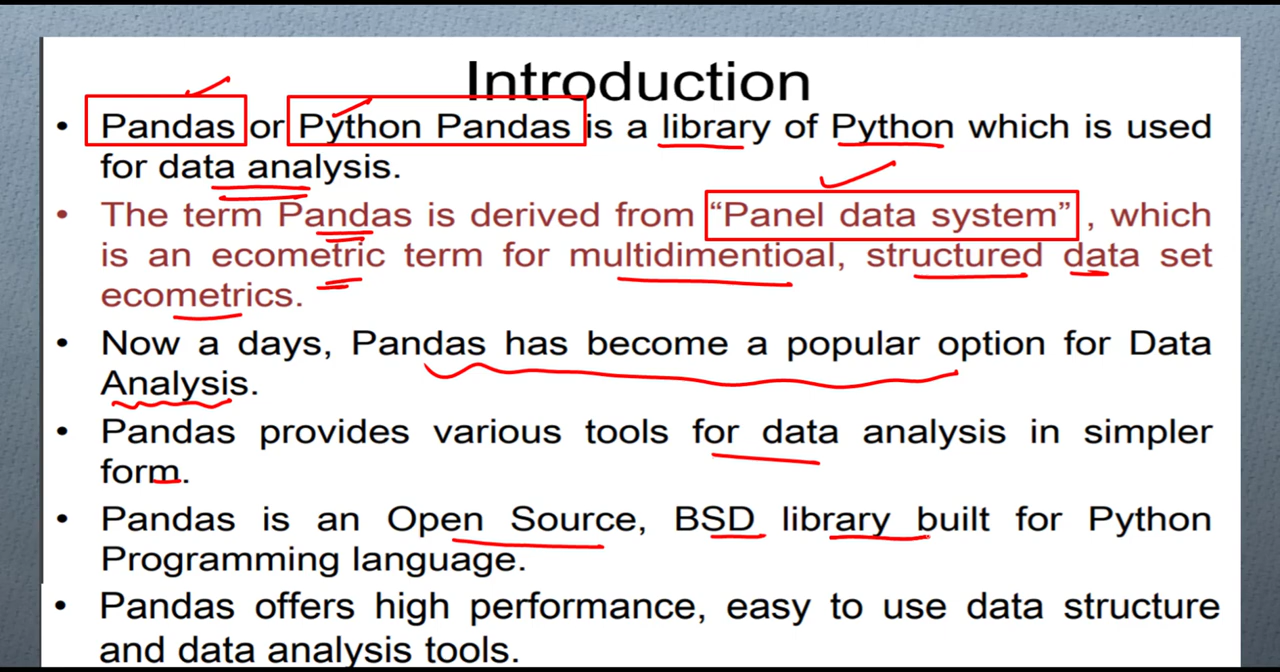 Introduction
• Pandas or Python Pandas is a library of Python which is used
for data analysis.
• The term Pandas is derived from “Panel data system” , which
is an ecometric term for multidimentioal, structured data set
ecometrics.
• Now a days, Pandas has become a popular option for Data
Analysis.
• Pandas provides various tools for data analysis in simpler
form.
• Pandas is an Open Source, BSD library built for Python
Programming language.
• Pandas offers high performance, easy to use data structure
and data analysis tools.